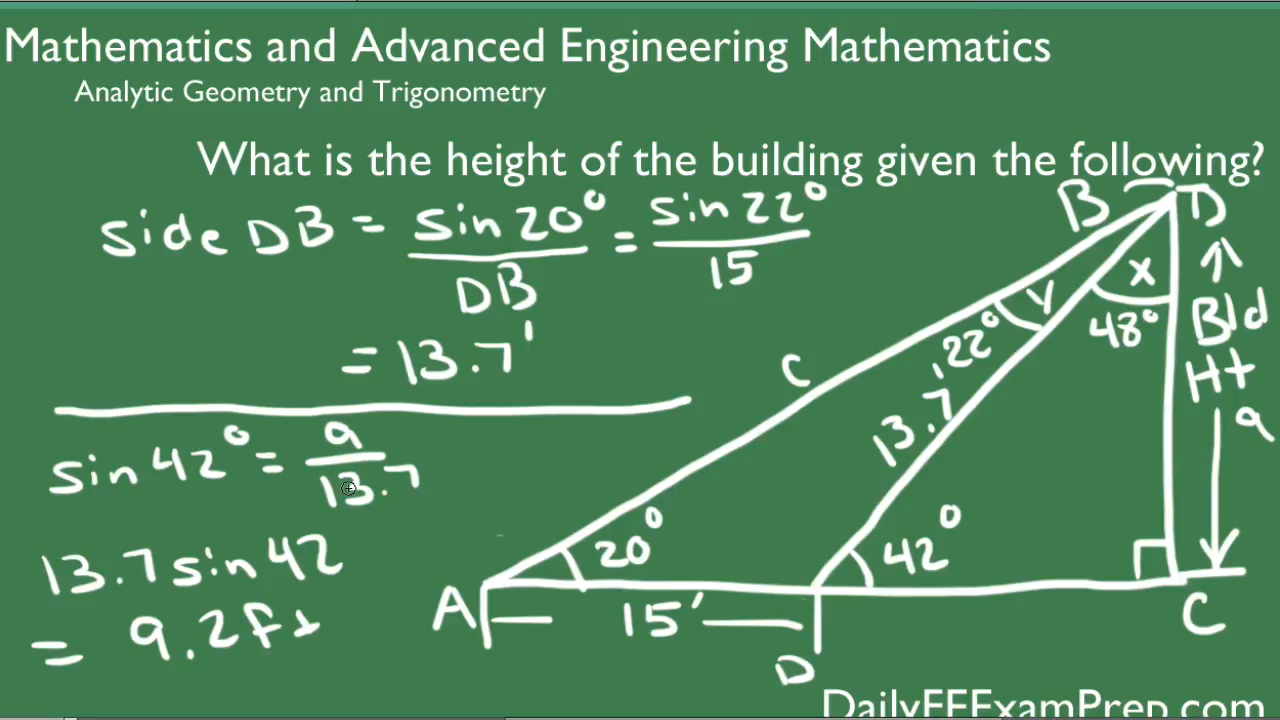 Mathematics and Advanced Engineering Mathematics
Analytic Geometry and Trigonometry
What is the height of the building given the following?
side DB = sin 20° / DB = sin 22° / 15
= 13.7'
sin 42° = a / 13.7
13.7 sin 42
= 9.2 ft
B
D
x
48°
Y
22°
Bld
Ht
a
C
13.7
20°
42°
A
15'
D
C
DailyFEExamPrep.com